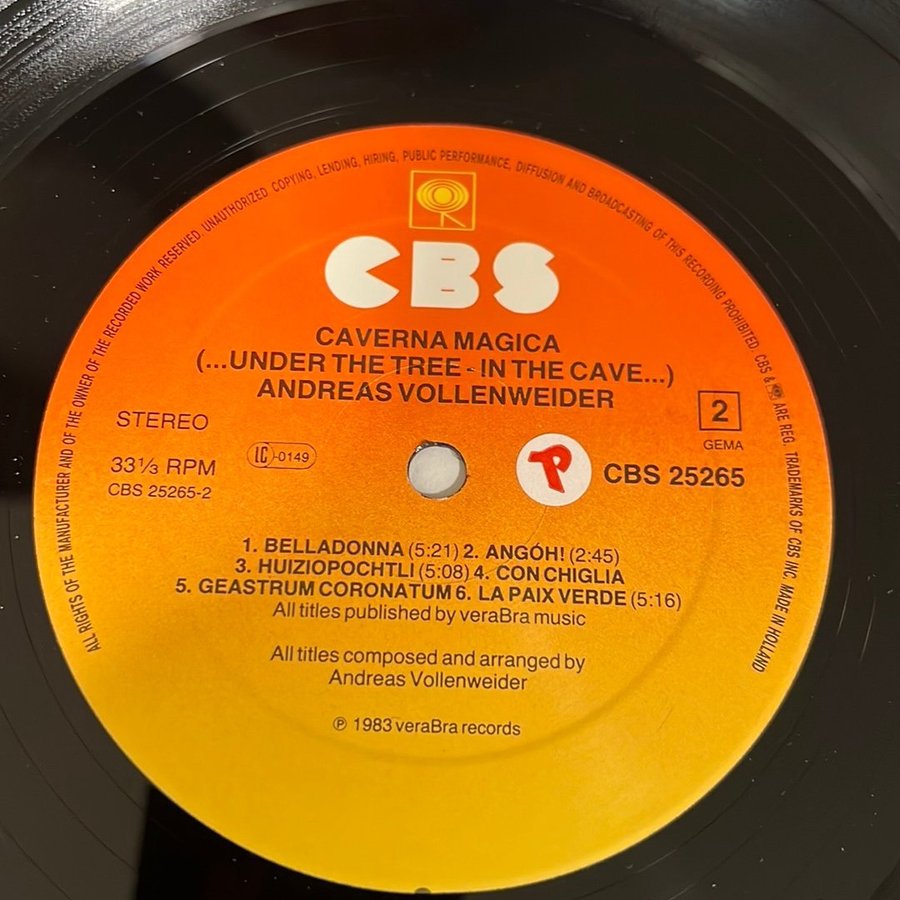 ALL RIGHTS OF THE MANUFACTURER AND OF THE OWNER OF THE RECORDED WORK RESERVED. UNAUTHORIZED COPYING, LENDING, HIRING, PUBLIC PERFORMANCE, DIFFUSION AND BROADCASTING OF THIS RECORDING PROHIBITED. CBS & ARE REG. TRADEMARKS OF CBS INC. MADE IN HOLLAND
CBS
CAVERNA MAGICA
(...UNDER THE TREE - IN THE CAVE...)
ANDREAS VOLLENWEIDER
STEREO
2
GEMA
33⅓ RPM
LC-0149
P
CBS 25265
CBS 25265-2
1. BELLADONNA (5:21) 2. ANGÓH! (2:45)
3. HUIZIOPOCHTLI (5:08) 4. CON CHIGLIA
5. GEASTRUM CORONATUM 6. LA PAIX VERDE (5:16)
All titles published by veraBra music
All titles composed and arranged by
Andreas Vollenweider
℗ 1983 veraBra records